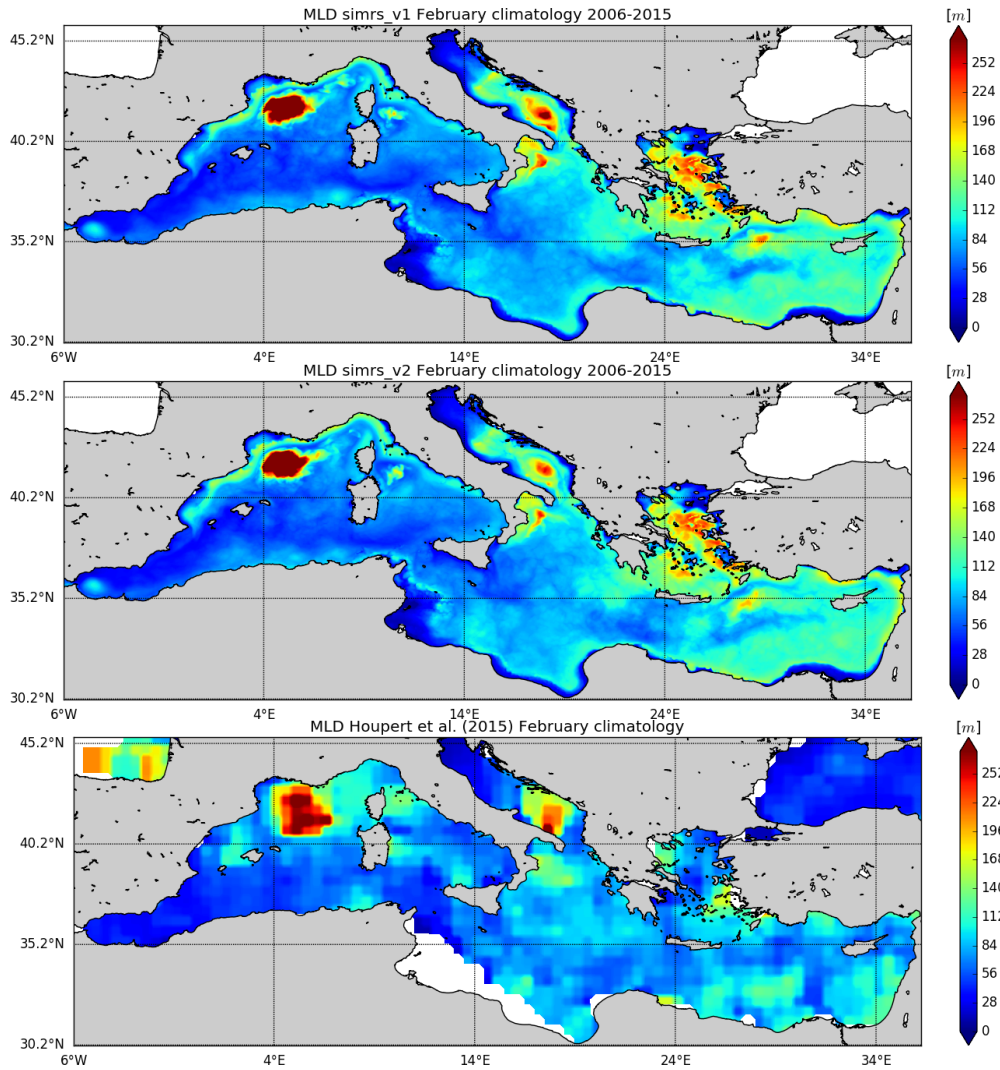 MLD simrs_v1 February climatology 2006-2015
[m]
45.2°N
40.2°N
35.2°N
30.2°N
6°W
4°E
14°E
24°E
34°E
252
224
196
168
140
112
84
56
28
0
MLD simrs_v2 February climatology 2006-2015
[m]
45.2°N
40.2°N
35.2°N
30.2°N
6°W
4°E
14°E
24°E
34°E
252
224
196
168
140
112
84
56
28
0
MLD Houpert et al. (2015) February climatology
[m]
45.2°N
40.2°N
35.2°N
30.2°N
6°W
4°E
14°E
24°E
34°E
252
224
196
168
140
112
84
56
28
0